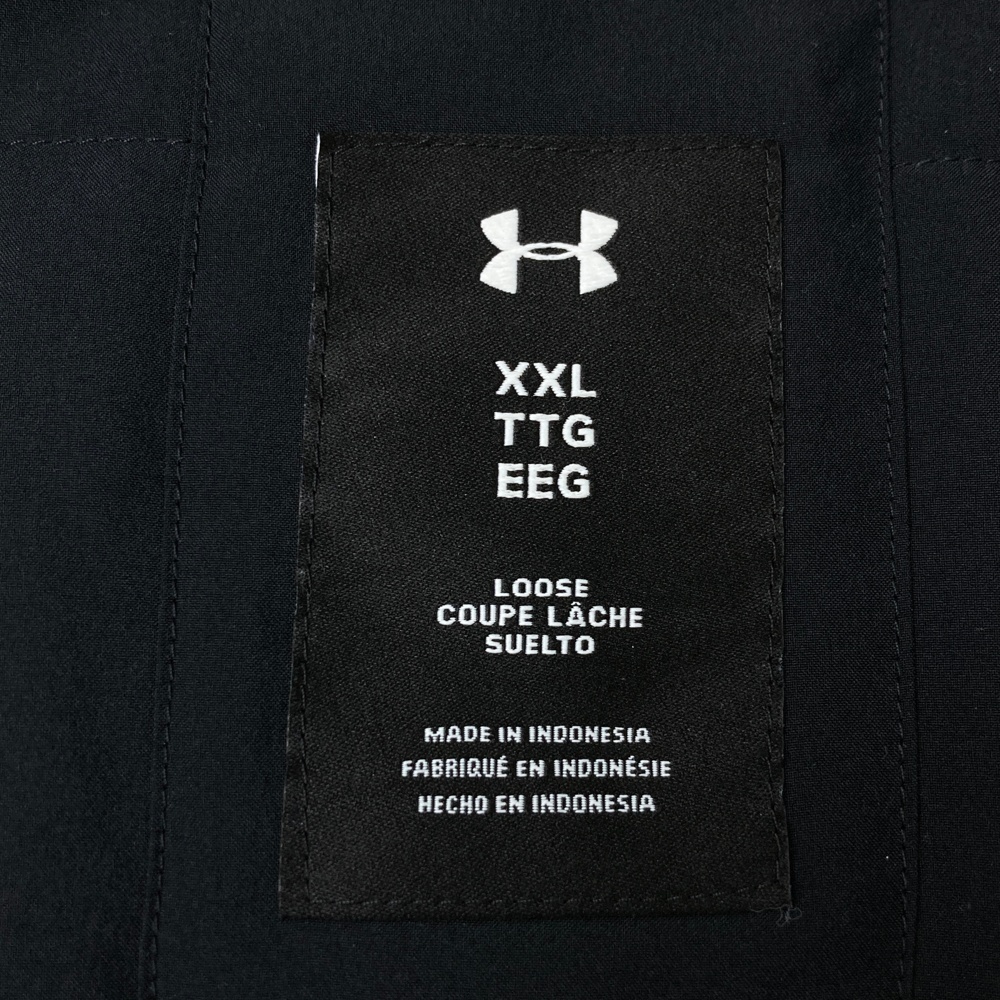 XXL
TTG
EEG
LOOSE
COUPE LÂCHE
SUELTO
MADE IN INDONESIA
FABRIQUÉ EN INDONÉSIE
HECHO EN INDONESIA